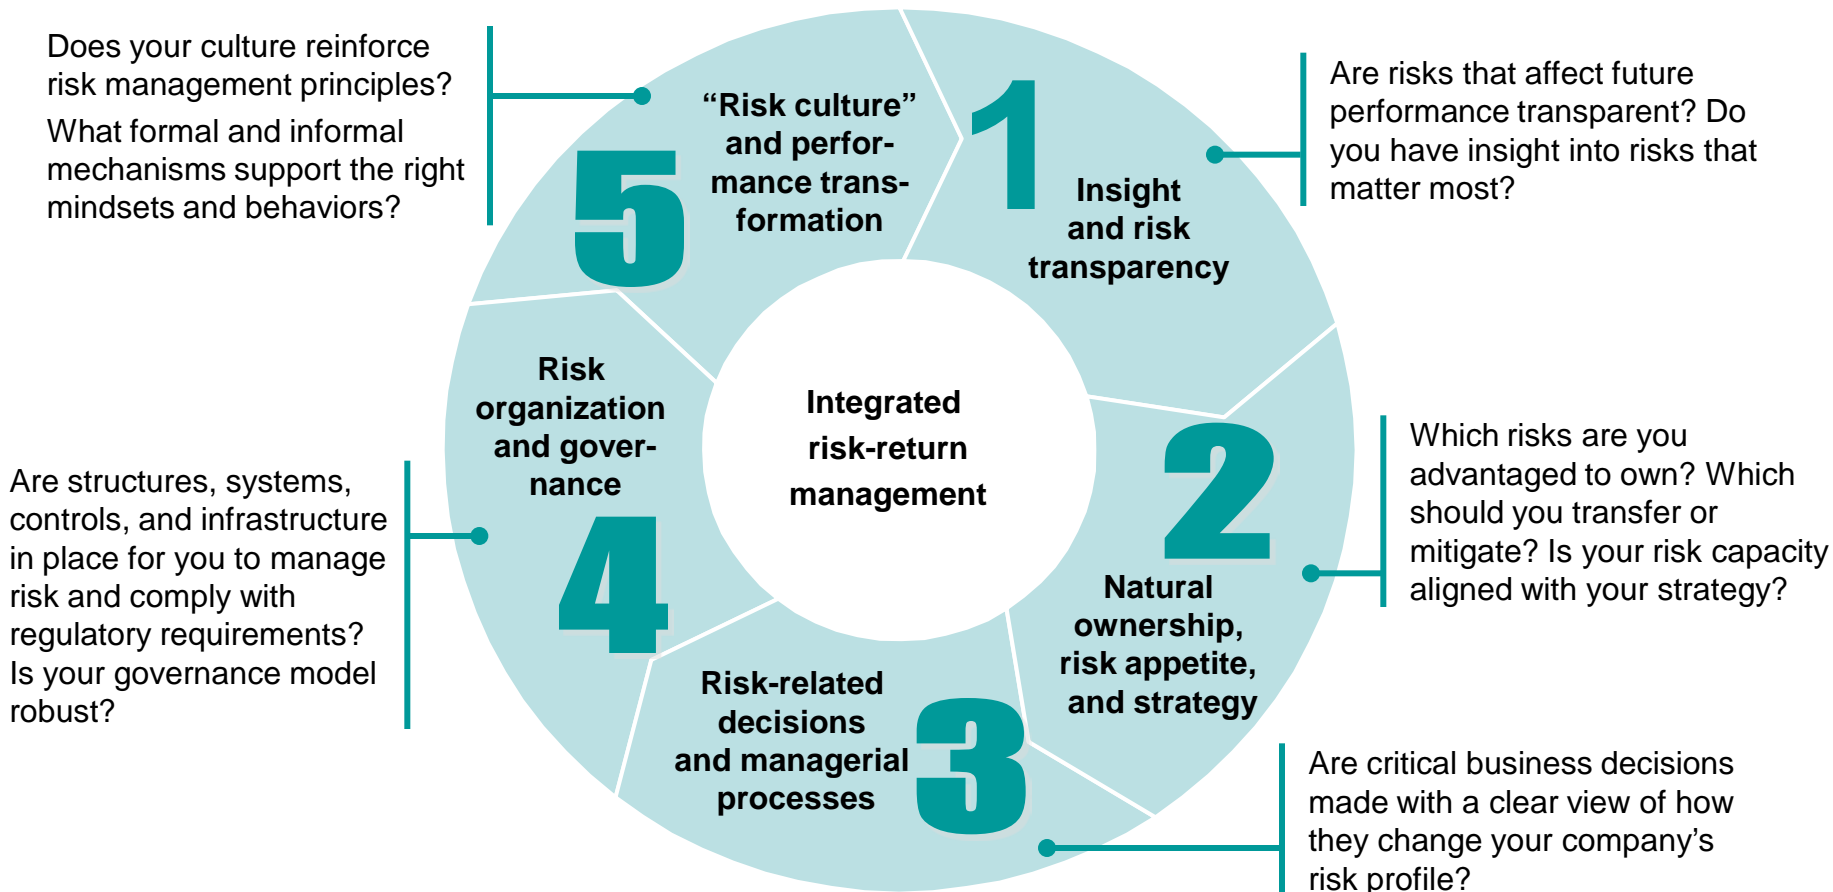 Does your culture reinforce
risk management principles?
What formal and informal
mechanisms support the right
mindsets and behaviors?
5
“Risk culture”
and perfor-
mance trans-
formation
1
Insight
and risk
transparency
Are risks that affect future
performance transparent? Do
you have insight into risks that
matter most?
Integrated
risk-return
management
2
Natural
ownership,
risk appetite,
and strategy
Which risks are you
advantaged to own? Which
should you transfer or
mitigate? Is your risk capacity
aligned with your strategy?
Risk-related
decisions
and managerial
processes
3
Are critical business decisions
made with a clear view of how
they change your company’s
risk profile?
Risk
organization
and gover-
nance
4
Are structures, systems,
controls, and infrastructure
in place for you to manage
risk and comply with
regulatory requirements?
Is your governance model
robust?